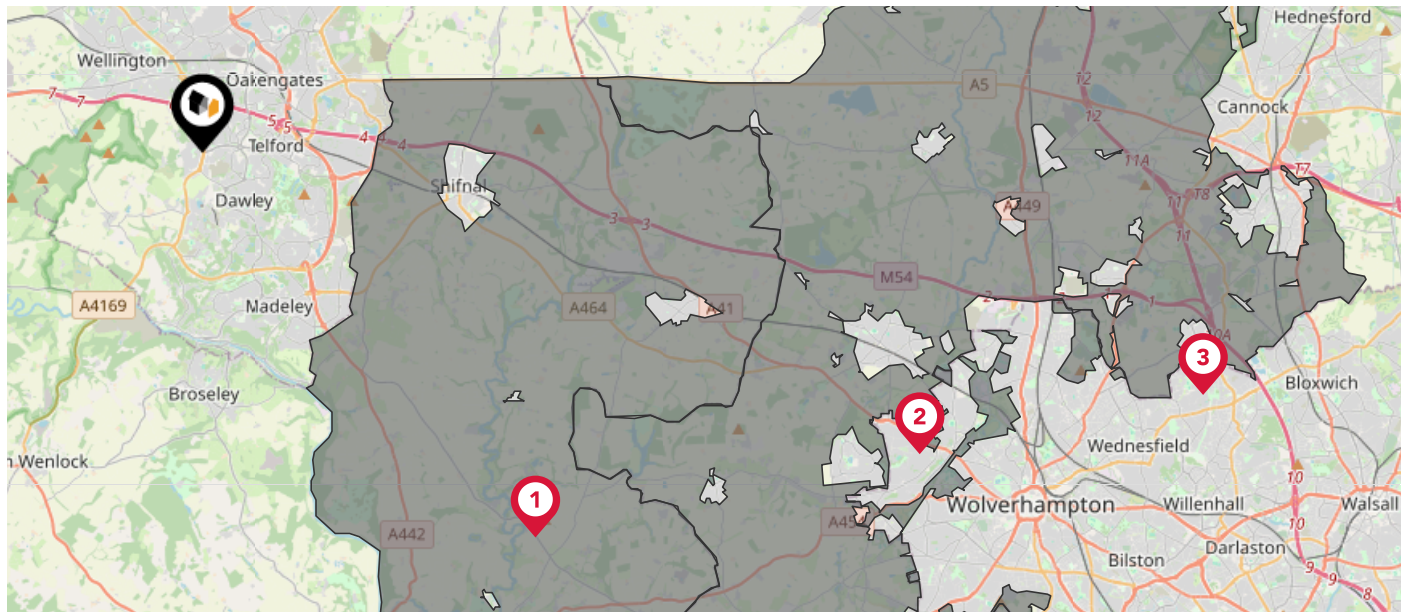 Hednesford
Wellington
Oakengates
12
A5
7
7
Cannock
12
5
5
4
4
Telford
11A
T7
Shifnal
Dawley
11
T8
A449
3
3
11
M54
A4169
Madeley
A464
A41
2
1
10A
3
Bloxwich
Broseley
2
Wednesfield
n Wenlock
10
1
Wolverhampton
Willenhall
Walsall
A442
A45
10
Darlaston
Bilston
9
9
8